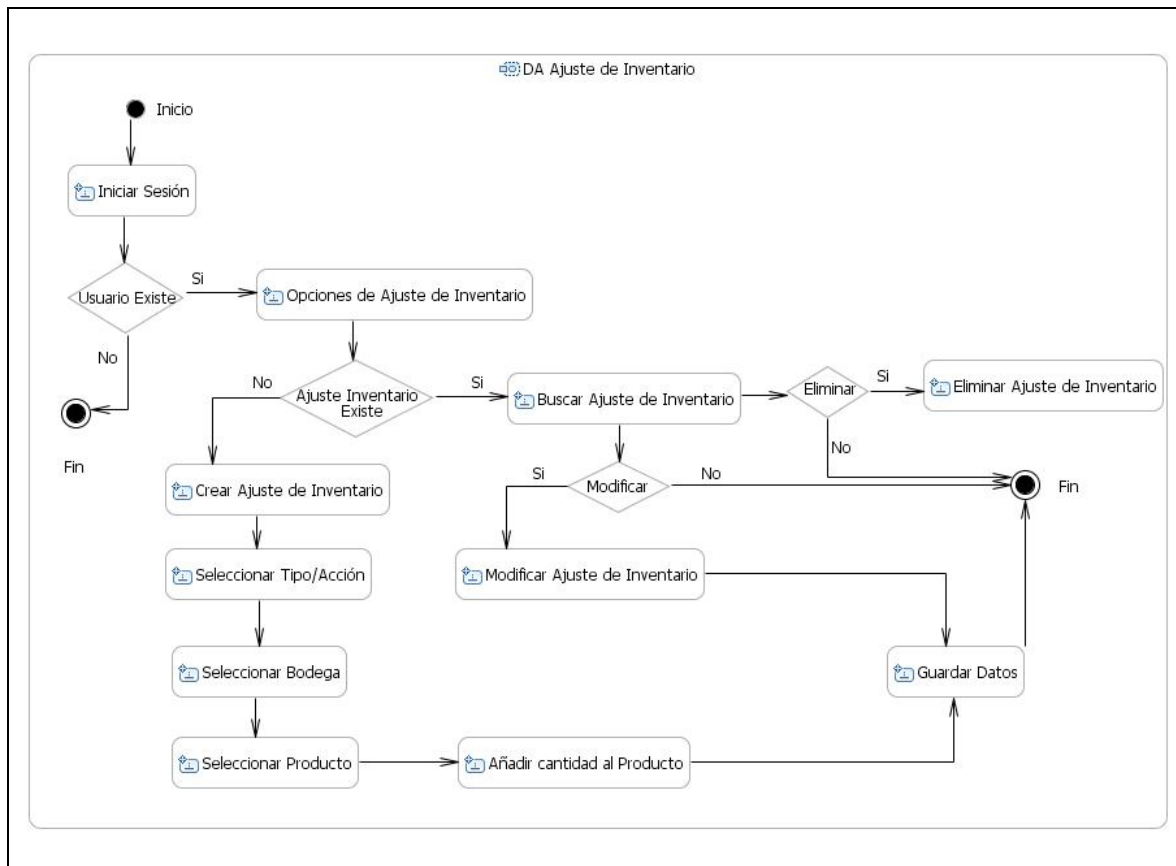 DA Ajuste de Inventario
Inicio
Iniciar Sesión
Usuario Existe
Si
Opciones de Ajuste de Inventario
No
Fin
No
Ajuste Inventario
Existe
Si
Buscar Ajuste de Inventario
Eliminar
Si
Eliminar Ajuste de Inventario
No
Crear Ajuste de Inventario
Si
Modificar
No
Fin
Seleccionar Tipo/Acción
Modificar Ajuste de Inventario
Seleccionar Bodega
Guardar Datos
Seleccionar Producto
Añadir cantidad al Producto